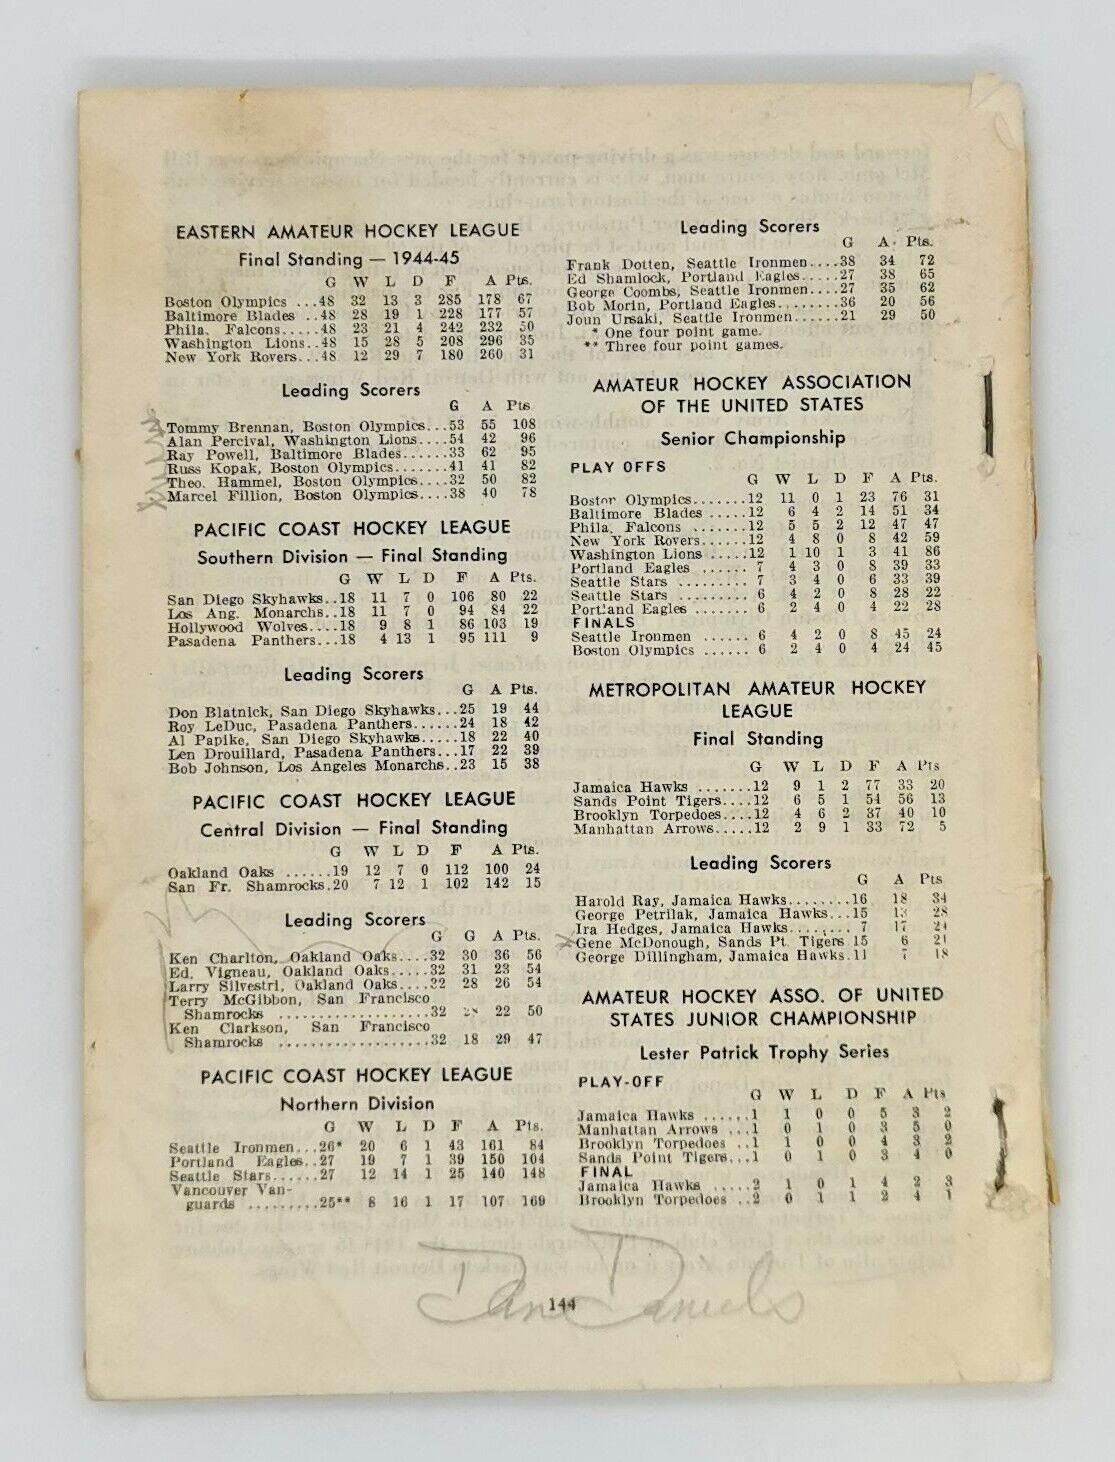 EASTERN AMATEUR HOCKEY LEAGUE
Final Standing — 1944-45
G W L D F A Pts.
Boston Olympics ...48 32 13 3 285 178 67
Baltimore Blades ..48 28 19 1 228 177 57
Phila. Falcons.....48 23 21 4 242 232 50
Washington Lions..48 15 28 5 208 296 35
New York Rovers...48 12 29 7 180 260 31
Leading Scorers
G A Pts
Tommy Brennan, Boston Olympics...53 55 108
Alan Percival, Washington Lions....54 42 96
Ray Powell, Baltimore Blades......33 62 95
Russ Kopak, Boston Olympics.......41 41 82
Theo. Hammel, Boston Olympics....32 50 82
Marcel Fillion, Boston Olympics....38 40 78
PACIFIC COAST HOCKEY LEAGUE
Southern Division — Final Standing
G W L D F A Pts.
San Diego Skyhawks..18 11 7 0 106 80 22
Los Ang. Monarchs..18 11 7 0 94 84 22
Hollywood Wolves....18 9 8 1 86 103 19
Pasadena Panthers...18 4 13 1 95 111 9
Leading Scorers
G A Pts.
Don Blatnick, San Diego Skyhawks...25 19 44
Roy LeDuc, Pasadena Panthers......24 18 42
Al Papike, San Diego Skyhawks.....18 22 40
Len Drouillard, Pasadena Panthers...17 22 39
Bob Johnson, Los Angeles Monarchs..23 15 38
PACIFIC COAST HOCKEY LEAGUE
Central Division — Final Standing
G W L D F A Pts.
Oakland Oaks ......19 12 7 0 112 100 24
San Fr. Shamrocks.20 7 12 1 102 142 15
Leading Scorers
G G A Pts.
Ken Charlton, Oakland Oaks....32 30 36 56
Ed. Vigneau, Oakland Oaks.....32 31 23 54
Larry Silvestri, Oakland Oaks....32 28 26 54
Terry McGibbon, San Francisco
Shamrocks ...................32 28 22 50
Ken Clarkson, San Francisco
Shamrocks ...................32 18 29 47
PACIFIC COAST HOCKEY LEAGUE
Northern Division
G W L D F A Pts.
Seattle Ironmen...26* 20 6 1 43 161 84
Portland Eagles..27 19 7 1 39 150 104
Seattle Stars......27 12 14 1 25 140 148
Vancouver Van-
guards .........25** 8 16 1 17 107 169
Leading Scorers
G A. Pts.
Frank Dotten, Seattle Ironmen....38 34 72
Ed Shamlock, Portland Eagles.....27 38 65
George Coombs, Seattle Ironmen....27 35 62
Bob Morin, Portland Eagles........36 20 56
John Ursaki, Seattle Ironmen......21 29 50
* One four point game.
** Three four point games.
AMATEUR HOCKEY ASSOCIATION
OF THE UNITED STATES
Senior Championship
PLAY OFFS
G W L D F A Pts.
Boston Olympics.......12 11 0 1 23 76 31
Baltimore Blades .....12 6 4 2 14 51 34
Phila. Falcons .......12 5 5 2 12 47 47
New York Rovers......12 4 8 0 8 42 59
Washington Lions .....12 1 10 1 3 41 86
Portland Eagles ...... 7 4 3 0 8 39 33
Seattle Stars ......... 7 3 4 0 6 33 39
Seattle Stars ......... 6 4 2 0 8 28 22
Portland Eagles ....... 6 2 4 0 4 22 28
FINALS
Seattle Ironmen ...... 6 4 2 0 8 45 24
Boston Olympics ...... 6 2 4 0 4 24 45
METROPOLITAN AMATEUR HOCKEY
LEAGUE
Final Standing
G W L D F A Pts
Jamaica Hawks .......12 9 1 2 77 33 20
Sands Point Tigers....12 6 5 1 54 56 13
Brooklyn Torpedoes....12 4 6 2 37 40 10
Manhattan Arrows.....12 2 9 1 33 72 5
Leading Scorers
G A Pts
Harold Ray, Jamaica Hawks........16 18 34
George Petrilak, Jamaica Hawks...15 13 28
Ira Hedges, Jamaica Hawks........ 7 17 24
Gene McDonough, Sands Pt. Tigers 15 6 21
George Dillingham, Jamaica Hawks.11 7 18
AMATEUR HOCKEY ASSO. OF UNITED
STATES JUNIOR CHAMPIONSHIP
Lester Patrick Trophy Series
PLAY-OFF
G W L D F A Pts
Jamaica Hawks ......1 1 0 0 5 3 2
Manhattan Arrows ...1 0 1 0 3 5 0
Brooklyn Torpedoes ..1 1 0 0 4 3 2
Sands Point Tigers...1 0 1 0 3 4 0
FINAL
Jamaica Hawks .....2 1 0 1 4 2 3
Brooklyn Torpedoes ..2 0 1 1 2 4 1
144
Dan Daniels